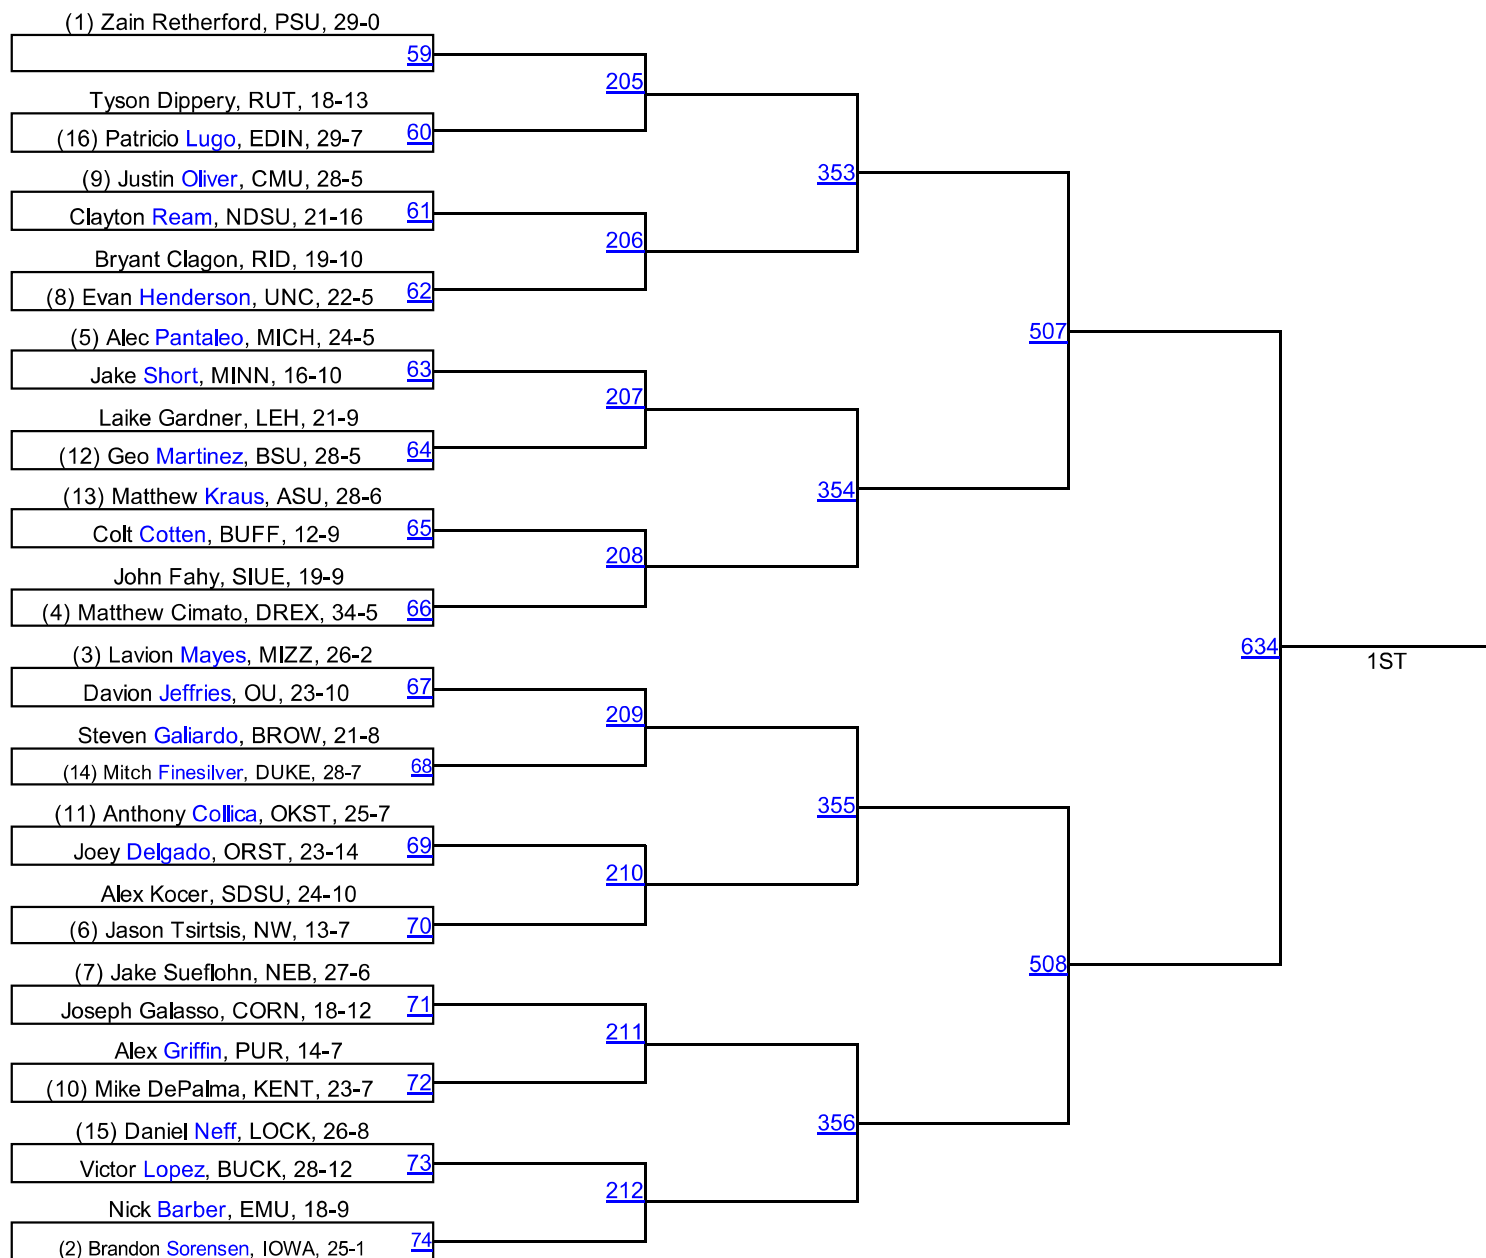 (1) Zain Retherford, PSU, 29-0
59
205
Tyson Dippery, RUT, 18-13
(16) Patricio Lugo, EDIN, 29-7 60
353
(9) Justin Oliver, CMU, 28-5
Clayton Ream, NDSU, 21-16 61
206
Bryant Clagon, RID, 19-10
(8) Evan Henderson, UNC, 22-5 62
507
(5) Alec Pantaleo, MICH, 24-5
Jake Short, MINN, 16-10 63
207
Laike Gardner, LEH, 21-9
(12) Geo Martinez, BSU, 28-5 64
354
(13) Matthew Kraus, ASU, 28-6
Colt Cotten, BUFF, 12-9 65
208
John Fahy, SIUE, 19-9
(4) Matthew Cimato, DREX, 34-5 66
634
1ST
(3) Lavion Mayes, MIZZ, 26-2
Davion Jeffries, OU, 23-10 67
209
Steven Galiardo, BROW, 21-8
(14) Mitch Finesilver, DUKE, 28-7 68
355
(11) Anthony Collica, OKST, 25-7
Joey Delgado, ORST, 23-14 69
210
Alex Kocer, SDSU, 24-10
(6) Jason Tsirtsis, NW, 13-7 70
508
(7) Jake Sueflohn, NEB, 27-6
Joseph Galasso, CORN, 18-12 71
211
Alex Griffin, PUR, 14-7
(10) Mike DePalma, KENT, 23-7 72
356
(15) Daniel Neff, LOCK, 26-8
Victor Lopez, BUCK, 28-12 73
212
Nick Barber, EMU, 18-9
(2) Brandon Sorensen, IOWA, 25-1 74